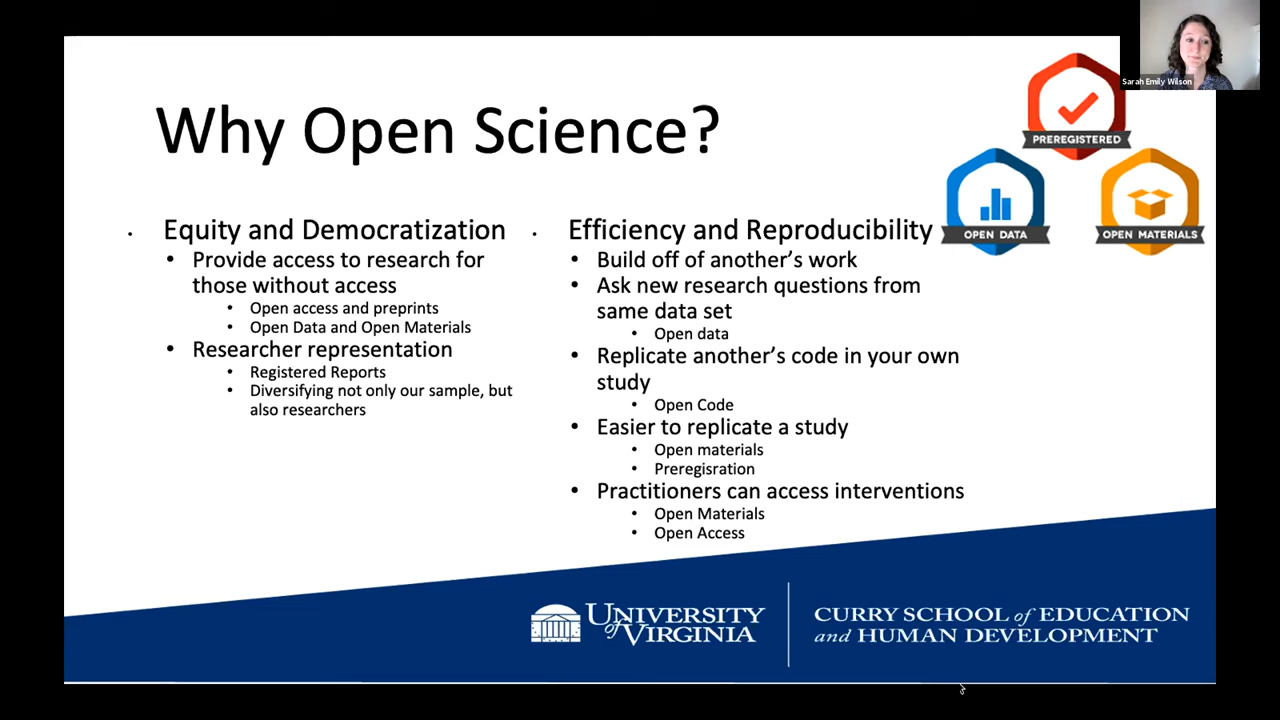 Sarah Emily Wilson
Why Open Science?
PREREGISTERED
OPEN DATA
OPEN MATERIALS
• Equity and Democratization
• Provide access to research for
those without access
• Open access and preprints
• Open Data and Open Materials
• Researcher representation
• Registered Reports
• Diversifying not only our sample, but
also researchers
• Efficiency and Reproducibility
• Build off of another's work
• Ask new research questions from
same data set
• Open data
• Replicate another's code in your own
study
• Open Code
• Easier to replicate a study
• Open materials
• Preregisration
• Practitioners can access interventions
• Open Materials
• Open Access
UNIVERSITY
of VIRGINIA
CURRY SCHOOL of EDUCATION
and HUMAN DEVELOPMENT